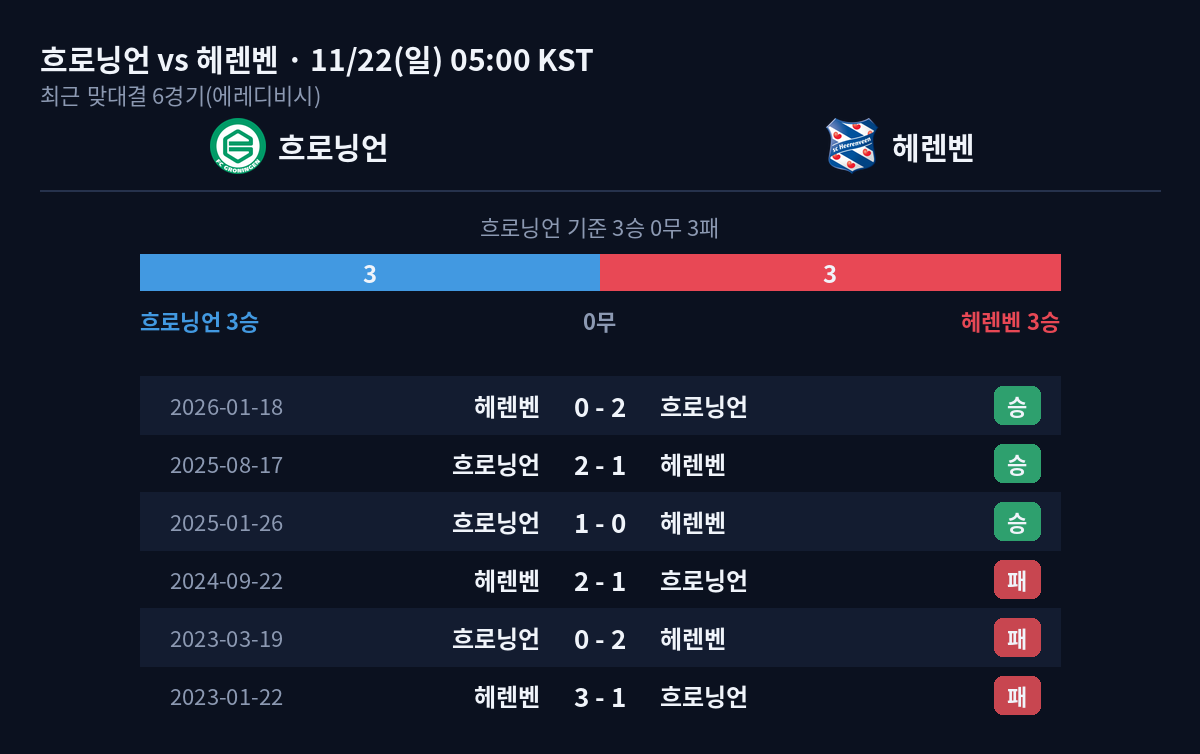 흐로닝언 vs 헤렌벤 · 11/22(일) 05:00 KST
최근 맞대결 6경기(에레디비시)
FC GRONINGEN
흐로닝언
sc Heerenveen
헤렌벤
흐로닝언 기준 3승 0무 3패
3
3
흐로닝언 3승
0무
헤렌벤 3승
2026-01-18 헤렌벤 0 - 2 흐로닝언 승
2025-08-17 흐로닝언 2 - 1 헤렌벤 승
2025-01-26 흐로닝언 1 - 0 헤렌벤 승
2024-09-22 헤렌벤 2 - 1 흐로닝언 패
2023-03-19 흐로닝언 0 - 2 헤렌벤 패
2023-01-22 헤렌벤 3 - 1 흐로닝언 패